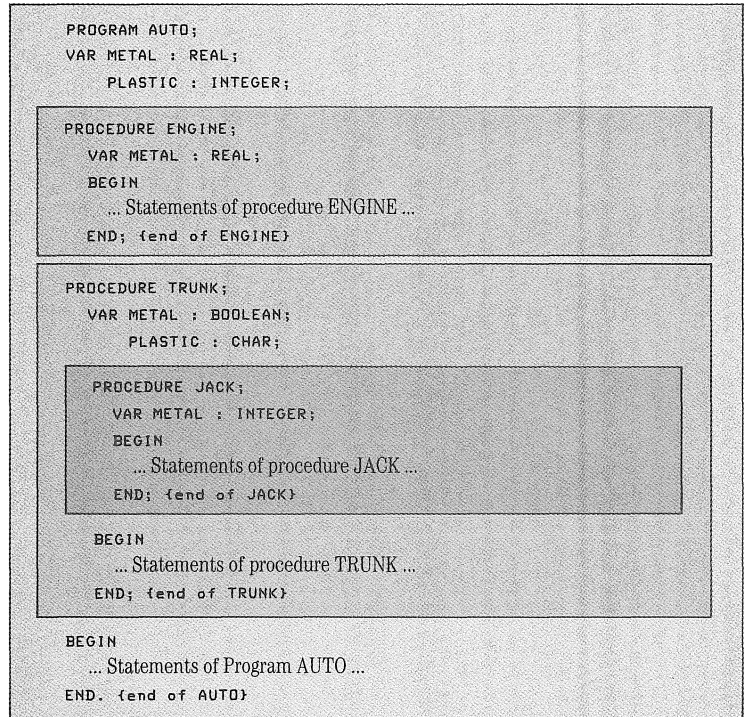 PROGRAM AUTO;
VAR METAL : REAL;
PLASTIC : INTEGER;
PROCEDURE ENGINE;
VAR METAL : REAL;
BEGIN
... Statements of procedure ENGINE ...
END; {end of ENGINE}
PROCEDURE TRUNK;
VAR METAL : BOOLEAN;
PLASTIC : CHAR;
PROCEDURE JACK;
VAR METAL : INTEGER;
BEGIN
... Statements of procedure JACK ...
END; {end of JACK}
BEGIN
... Statements of procedure TRUNK ...
END; {end of TRUNK}
BEGIN
... Statements of Program AUTO ...
END. {end of AUTO}